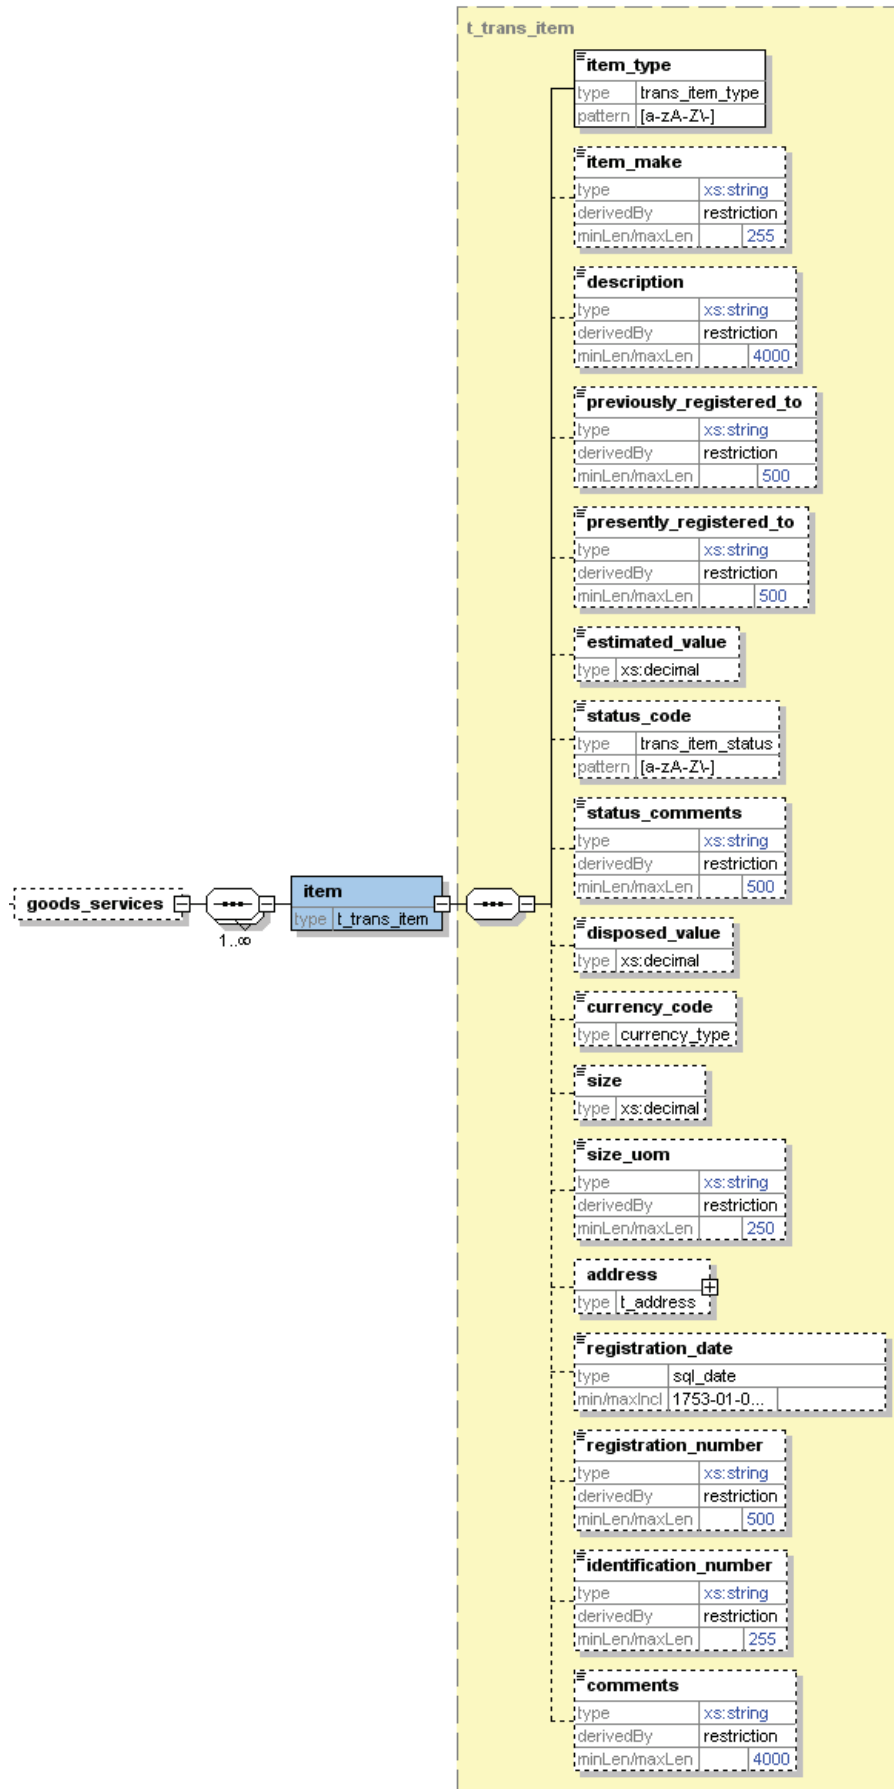 t_trans_item
item_type
type trans_item_type
pattern [a-zA-Z\-]
item_make
type xs:string
derivedBy restriction
minLen/maxLen 255
description
type xs:string
derivedBy restriction
minLen/maxLen 4000
previously_registered_to
type xs:string
derivedBy restriction
minLen/maxLen 500
presently_registered_to
type xs:string
derivedBy restriction
minLen/maxLen 500
estimated_value
type xs:decimal
status_code
type trans_item_status
pattern [a-zA-Z\-]
status_comments
type xs:string
derivedBy restriction
minLen/maxLen 500
goods_services
1..∞
item
type t_trans_item
disposed_value
type xs:decimal
currency_code
type currency_type
size
type xs:decimal
size_uom
type xs:string
derivedBy restriction
minLen/maxLen 250
address
type t_address
registration_date
type sql_date
min/maxIncl 1753-01-0...
registration_number
type xs:string
derivedBy restriction
minLen/maxLen 500
identification_number
type xs:string
derivedBy restriction
minLen/maxLen 255
comments
type xs:string
derivedBy restriction
minLen/maxLen 4000